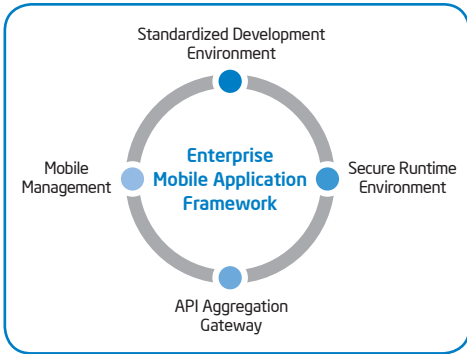 Standardized Development
Environment
Enterprise
Mobile Application
Framework
Mobile
Management
Secure Runtime
Environment
API Aggregation
Gateway